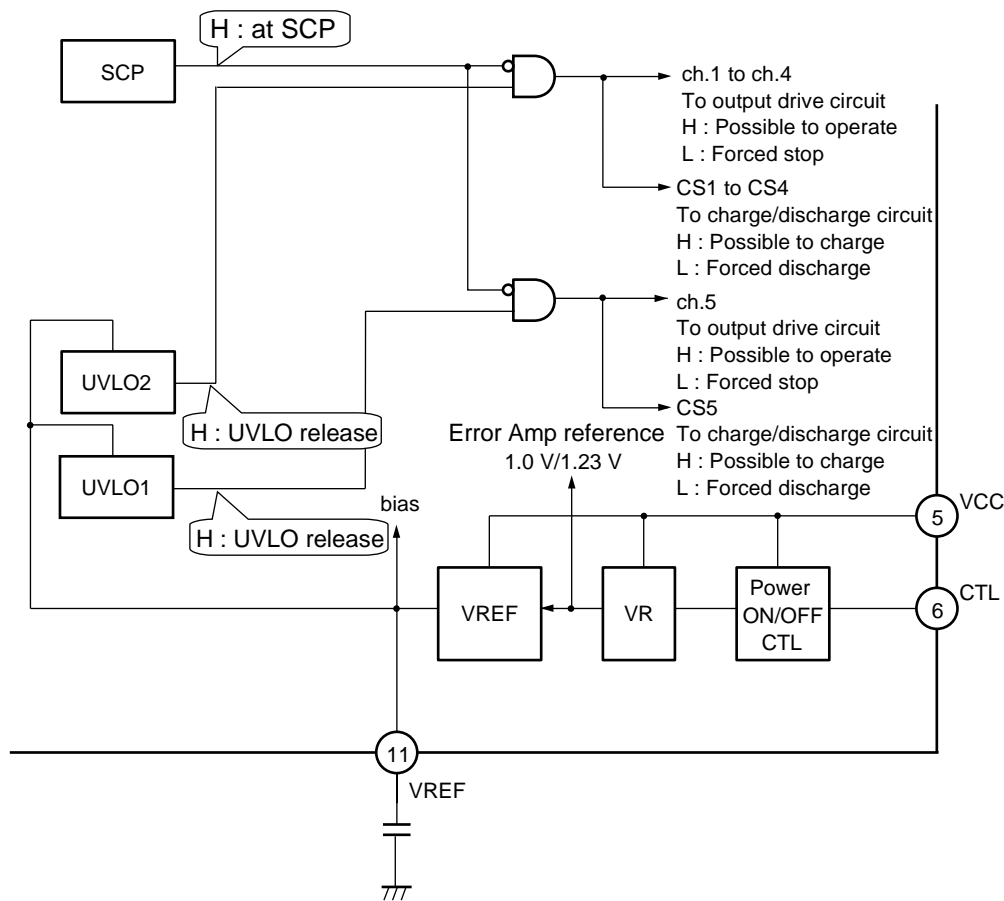 H : at SCP
SCP
ch.1 to ch.4
To output drive circuit
H : Possible to operate
L : Forced stop
CS1 to CS4
To charge/discharge circuit
H : Possible to charge
L : Forced discharge
ch.5
To output drive circuit
H : Possible to operate
L : Forced stop
CS5
To charge/discharge circuit
H : Possible to charge
L : Forced discharge
UVLO2
H : UVLO release
UVLO1
H : UVLO release
Error Amp reference
1.0 V/1.23 V
bias
VREF
VR
Power
ON/OFF
CTL
5
VCC
6
CTL
11
VREF